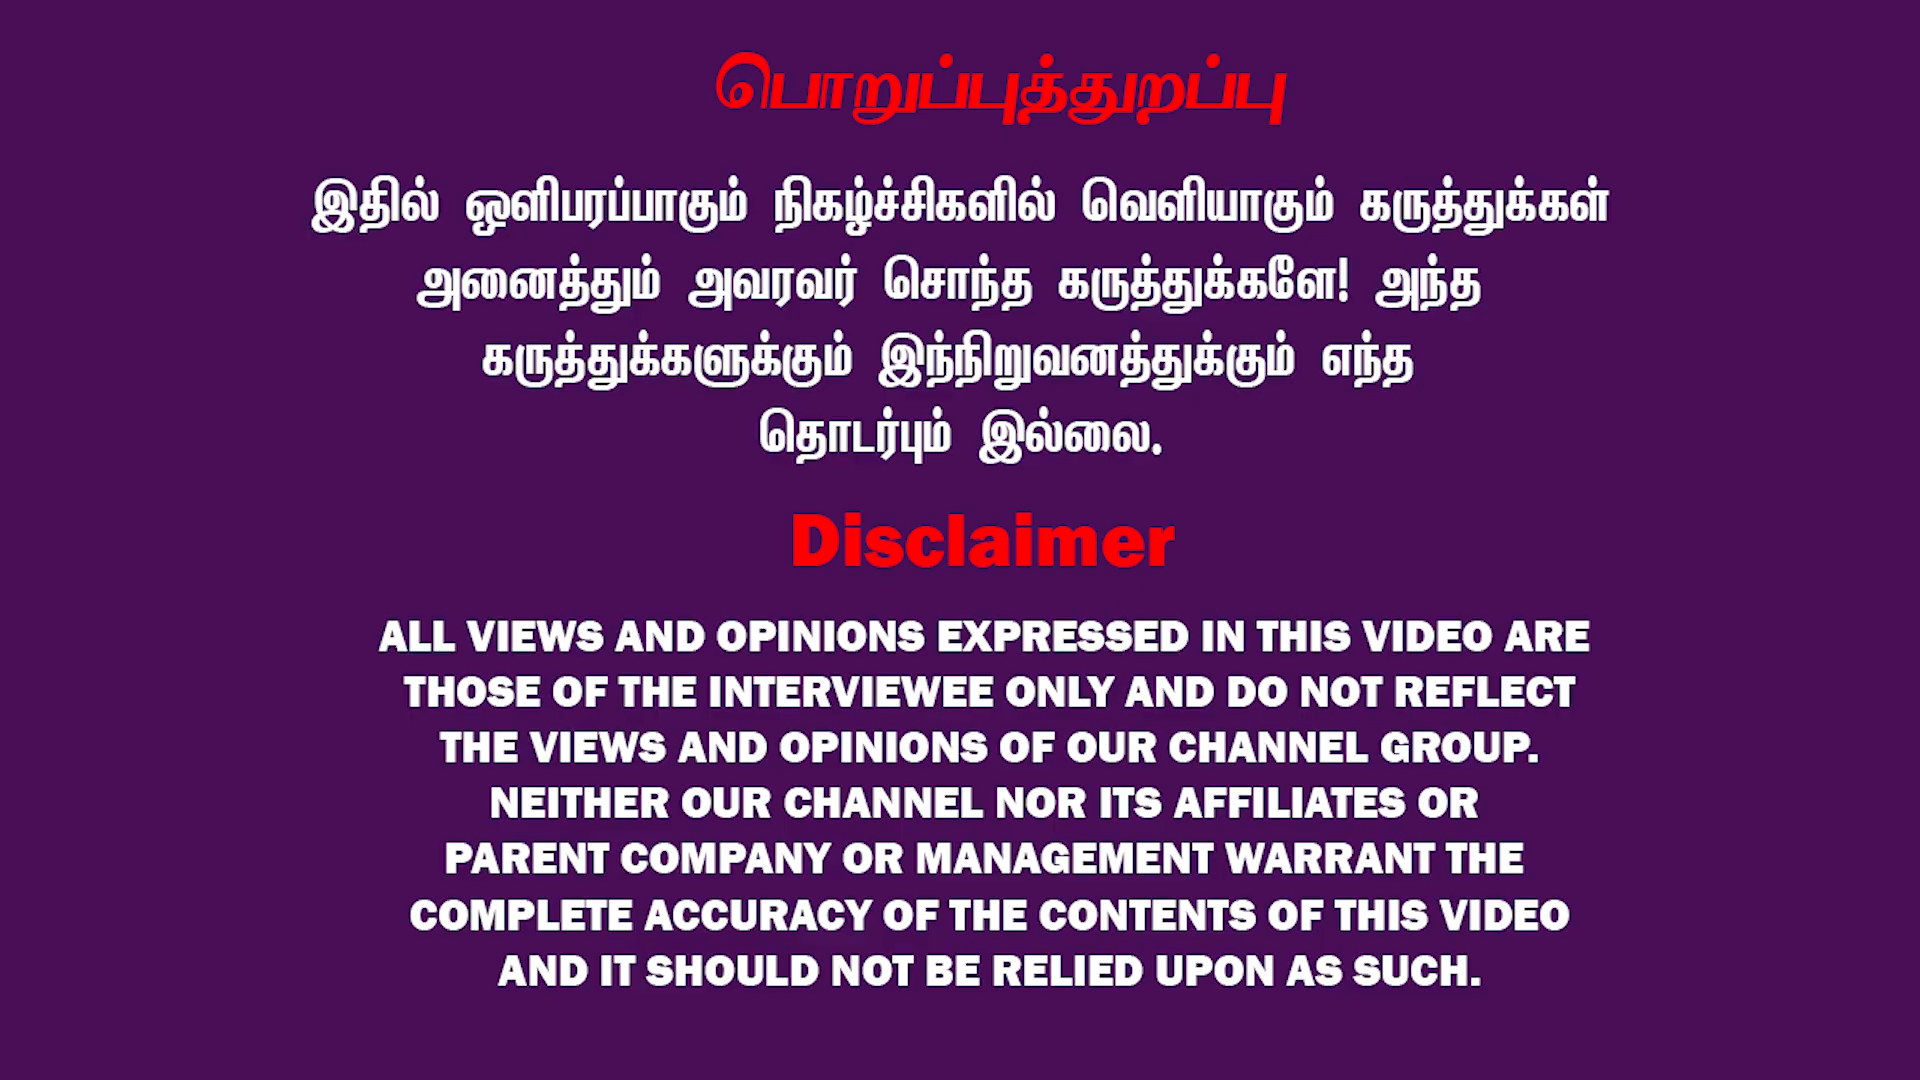 பொறுப்புத்துறப்பு
இதில் ஒளிபரப்பாகும் நிகழ்ச்சிகளில் வெளியாகும் கருத்துக்கள்
அனைத்தும் அவரவர் சொந்த கருத்துக்களே! அந்த
கருத்துக்களுக்கும் இந்நிறுவனத்துக்கும் எந்த
தொடர்பும் இல்லை.
Disclaimer
ALL VIEWS AND OPINIONS EXPRESSED IN THIS VIDEO ARE
THOSE OF THE INTERVIEWEE ONLY AND DO NOT REFLECT
THE VIEWS AND OPINIONS OF OUR CHANNEL GROUP.
NEITHER OUR CHANNEL NOR ITS AFFILIATES OR
PARENT COMPANY OR MANAGEMENT WARRANT THE
COMPLETE ACCURACY OF THE CONTENTS OF THIS VIDEO
AND IT SHOULD NOT BE RELIED UPON AS SUCH.